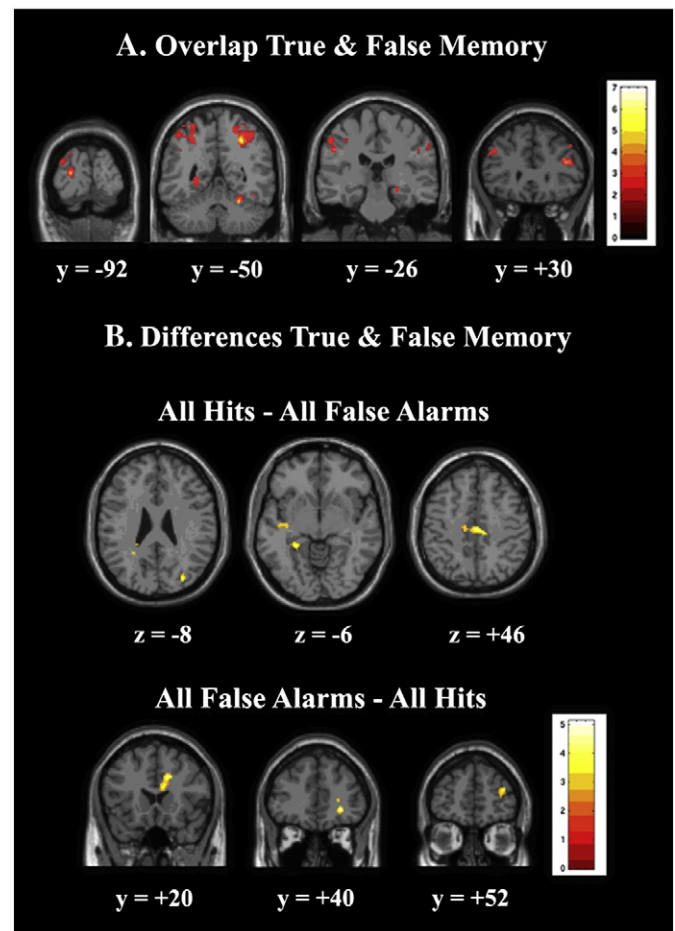 A. Overlap True & False Memory
7
6
5
4
3
2
1
0
y = -92
y = -50
y = -26
y = +30
B. Differences True & False Memory
All Hits - All False Alarms
z = -8
z = -6
z = +46
All False Alarms - All Hits
5
4
3
2
1
0
y = +20
y = +40
y = +52